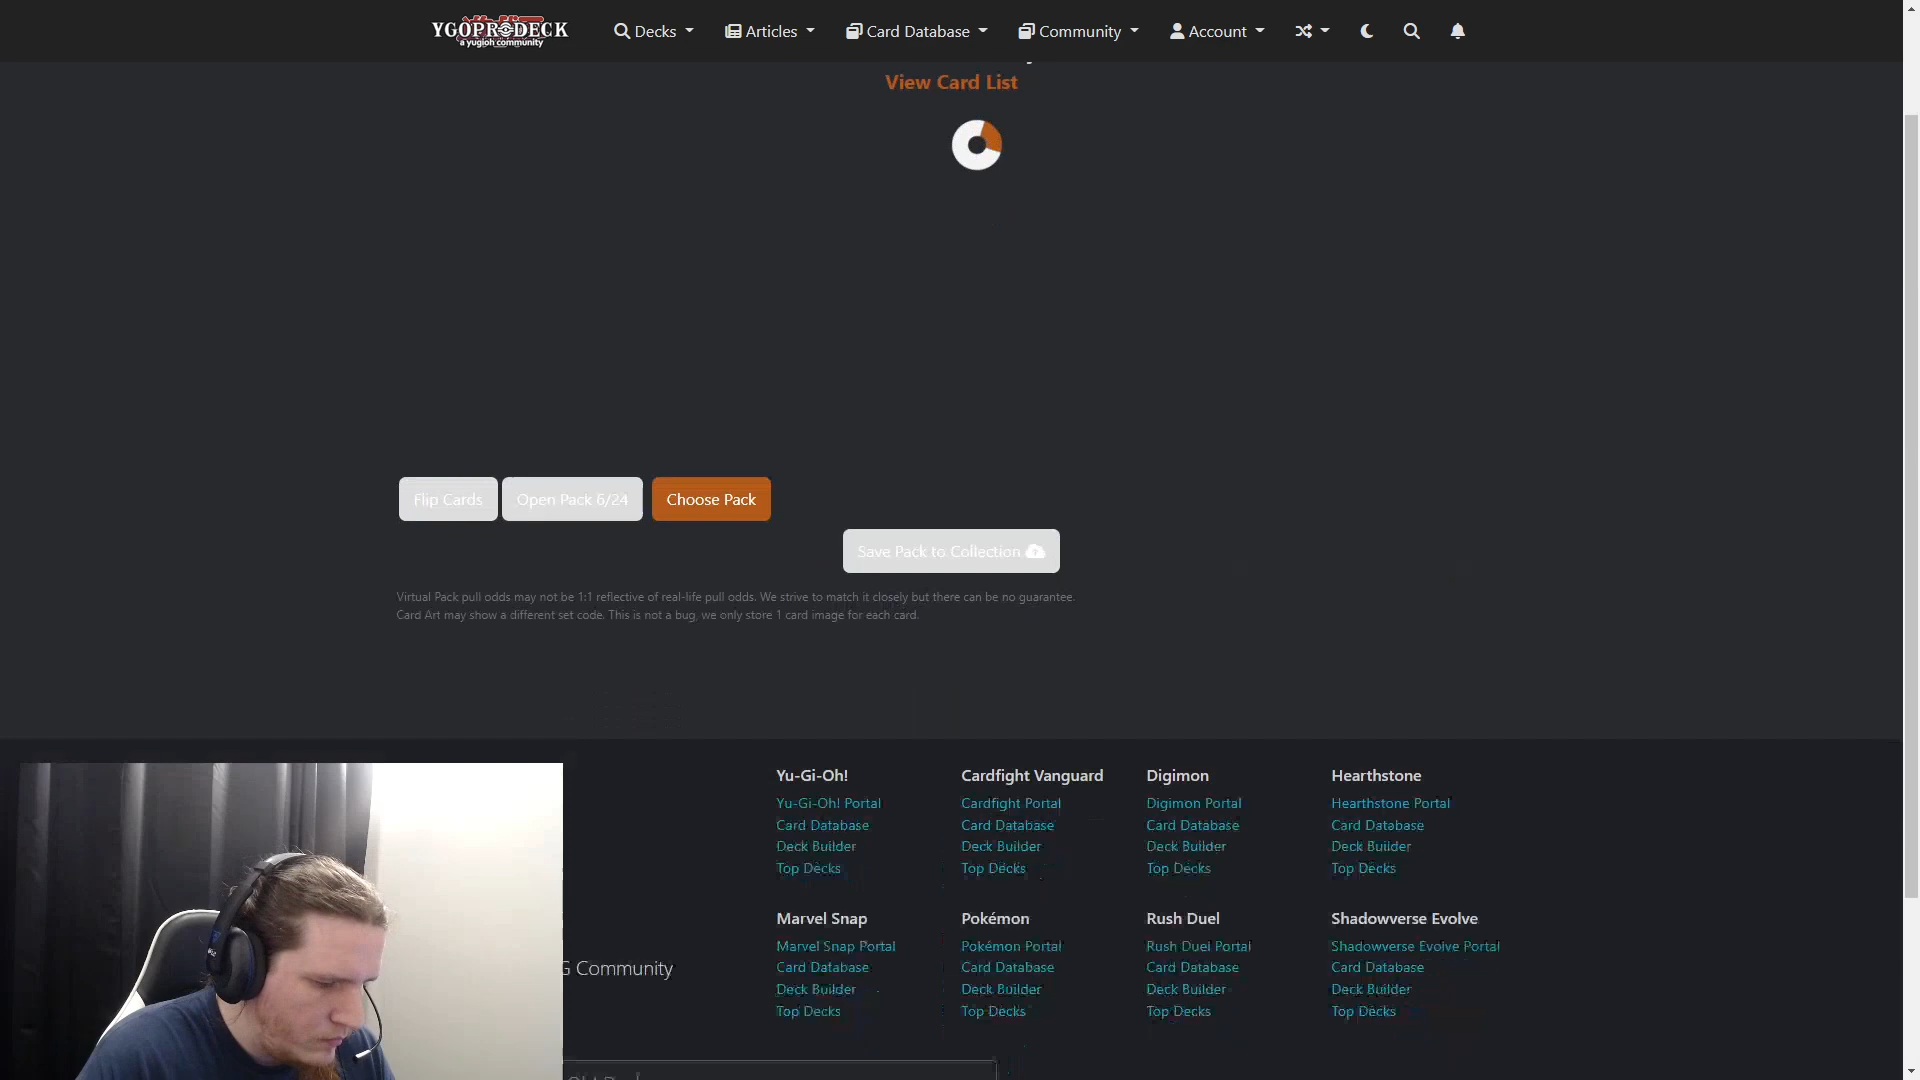 YGOPRODECK
a yugioh community
Decks
Articles
Card Database
Community
Account
View Card List
Flip Cards
Open Pack 6/24
Choose Pack
Save Pack to Collection
Virtual Pack pull odds may not be 1:1 reflective of real-life pull odds. We strive to match it closely but there can be no guarantee.
Card Art may show a different set code. This is not a bug, we only store 1 card image for each card.
Yu-Gi-Oh!
Yu-Gi-Oh! Portal
Card Database
Deck Builder
Top Decks
Cardfight Vanguard
Cardfight Portal
Card Database
Deck Builder
Top Decks
Digimon
Digimon Portal
Card Database
Deck Builder
Top Decks
Hearthstone
Hearthstone Portal
Card Database
Deck Builder
Top Decks
Marvel Snap
Marvel Snap Portal
Card Database
Deck Builder
Top Decks
Pokémon
Pokémon Portal
Card Database
Deck Builder
Top Decks
Rush Duel
Rush Duel Portal
Card Database
Deck Builder
Top Decks
Shadowverse Evolve
Shadowverse Evolve Portal
Card Database
Deck Builder
Top Decks
G Community